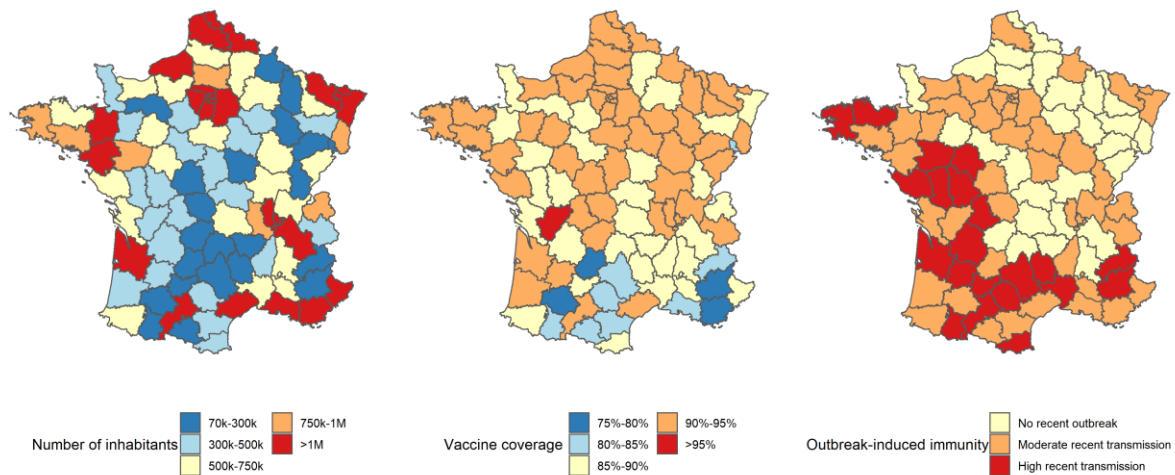 Number of inhabitants
70k-300k
300k-500k
500k-750k
750k-1M
>1M
Vaccine coverage
75%-80%
80%-85%
85%-90%
90%-95%
>95%
Outbreak-induced immunity
No recent outbreak
Moderate recent transmission
High recent transmission